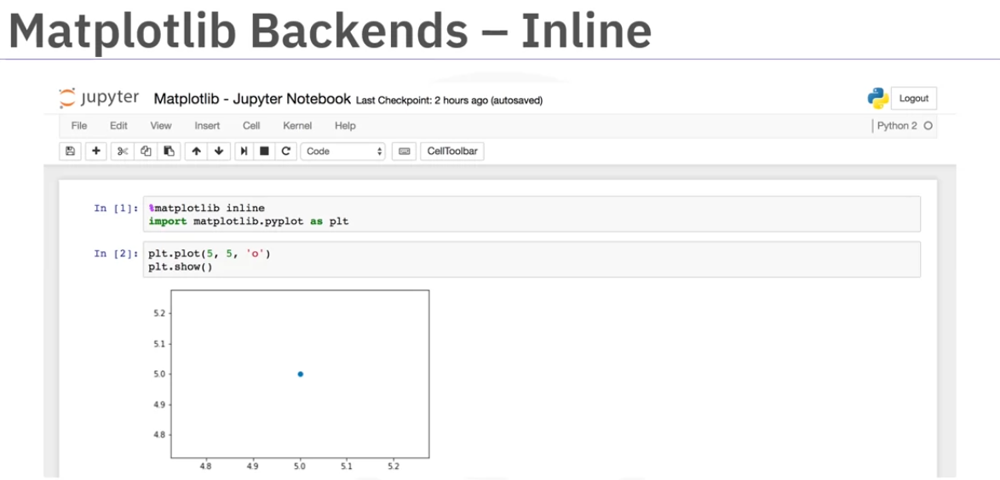 Matplotlib Backends – Inline
jupyter Matplotlib - Jupyter Notebook Last Checkpoint: 2 hours ago (autosaved) Logout
File Edit View Insert Cell Kernel Help Python 2
Code CellToolbar
In [1]: %matplotlib inline
import matplotlib.pyplot as plt
In [2]: plt.plot(5, 5, 'o')
plt.show()
5.2
5.1
5.0
4.9
4.8
4.8 4.9 5.0 5.1 5.2